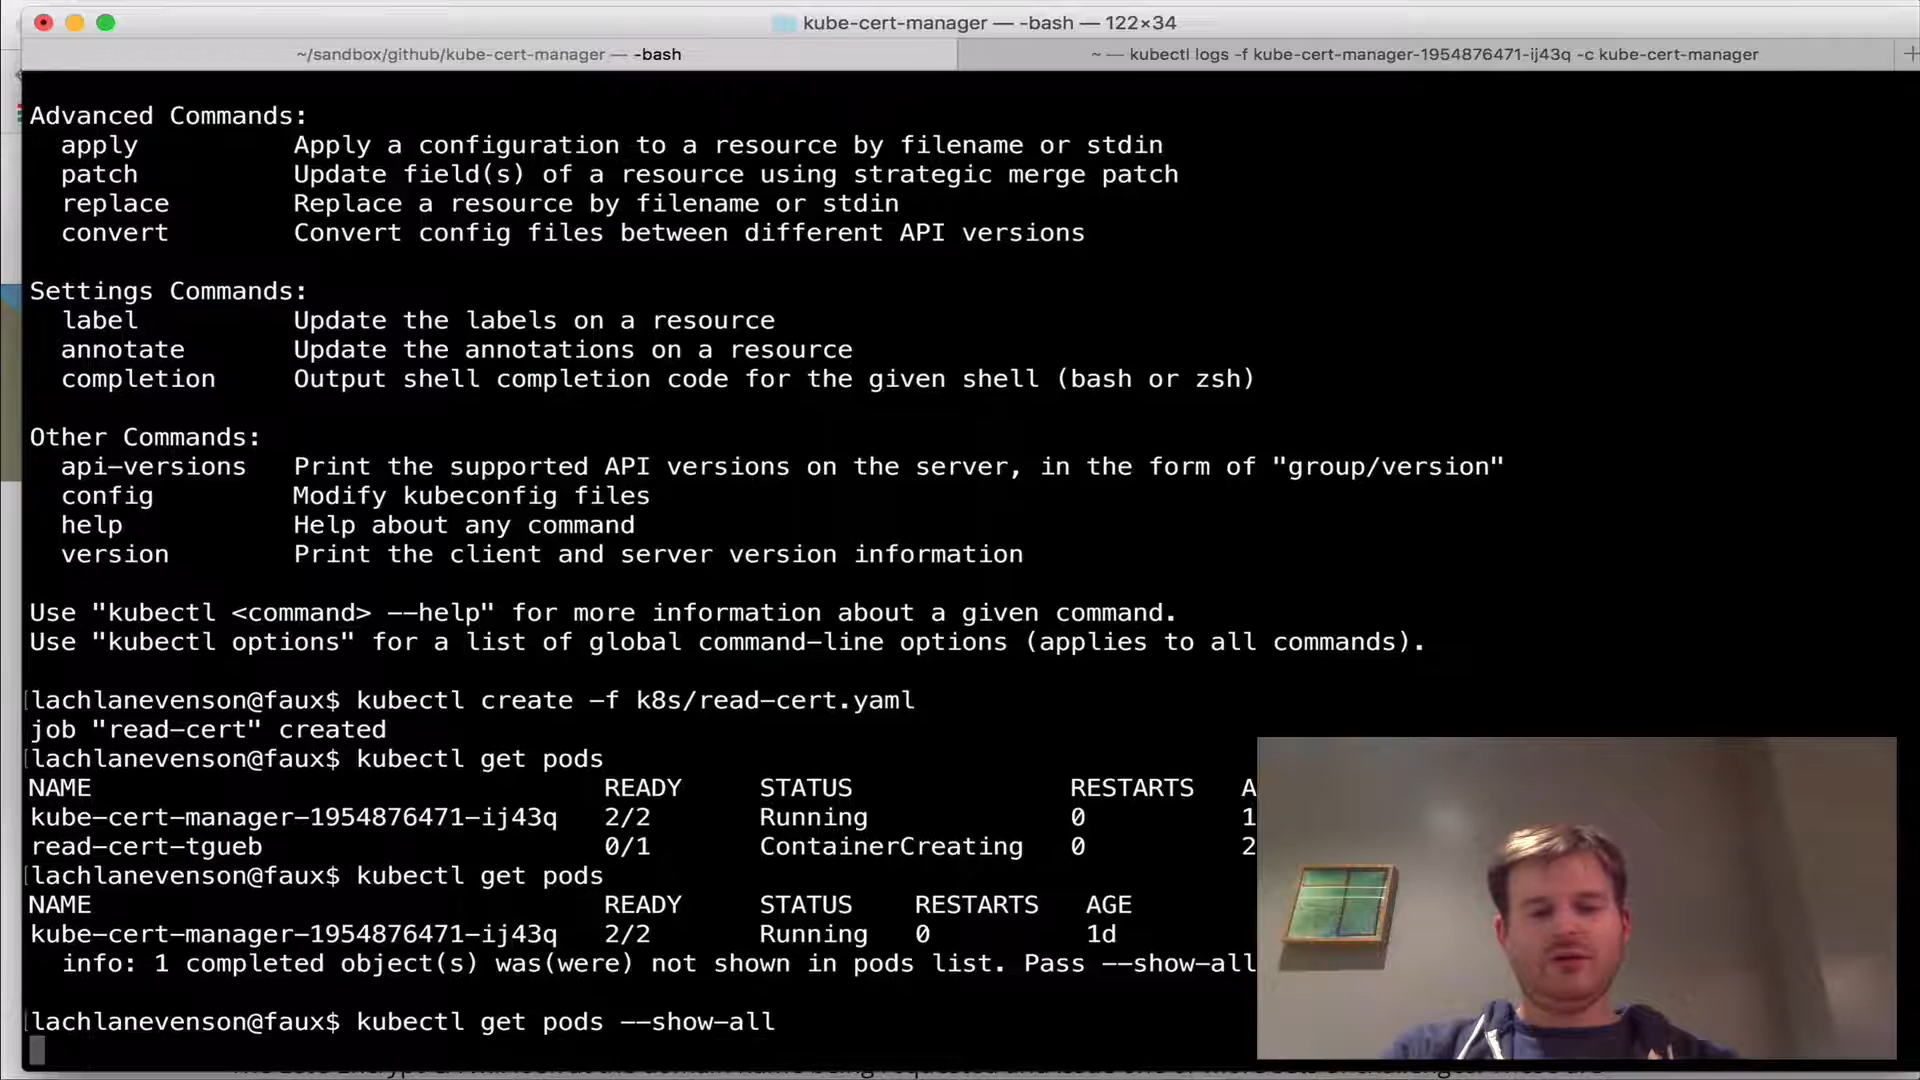 kube-cert-manager — -bash — 122×34
~/sandbox/github/kube-cert-manager — -bash
~ — kubectl logs -f kube-cert-manager-1954876471-ij43q -c kube-cert-manager
Advanced Commands:
apply Apply a configuration to a resource by filename or stdin
patch Update field(s) of a resource using strategic merge patch
replace Replace a resource by filename or stdin
convert Convert config files between different API versions
Settings Commands:
label Update the labels on a resource
annotate Update the annotations on a resource
completion Output shell completion code for the given shell (bash or zsh)
Other Commands:
api-versions Print the supported API versions on the server, in the form of "group/version"
config Modify kubeconfig files
help Help about any command
version Print the client and server version information
Use "kubectl <command> --help" for more information about a given command.
Use "kubectl options" for a list of global command-line options (applies to all commands).
[lachlanevenson@faux$ kubectl create -f k8s/read-cert.yaml
job "read-cert" created
[lachlanevenson@faux$ kubectl get pods
NAME READY STATUS RESTARTS A
kube-cert-manager-1954876471-ij43q 2/2 Running 0 1
read-cert-tgueb 0/1 ContainerCreating 0 2
[lachlanevenson@faux$ kubectl get pods
NAME READY STATUS RESTARTS AGE
kube-cert-manager-1954876471-ij43q 2/2 Running 0 1d
info: 1 completed object(s) was(were) not shown in pods list. Pass --show-all
[lachlanevenson@faux$ kubectl get pods --show-all